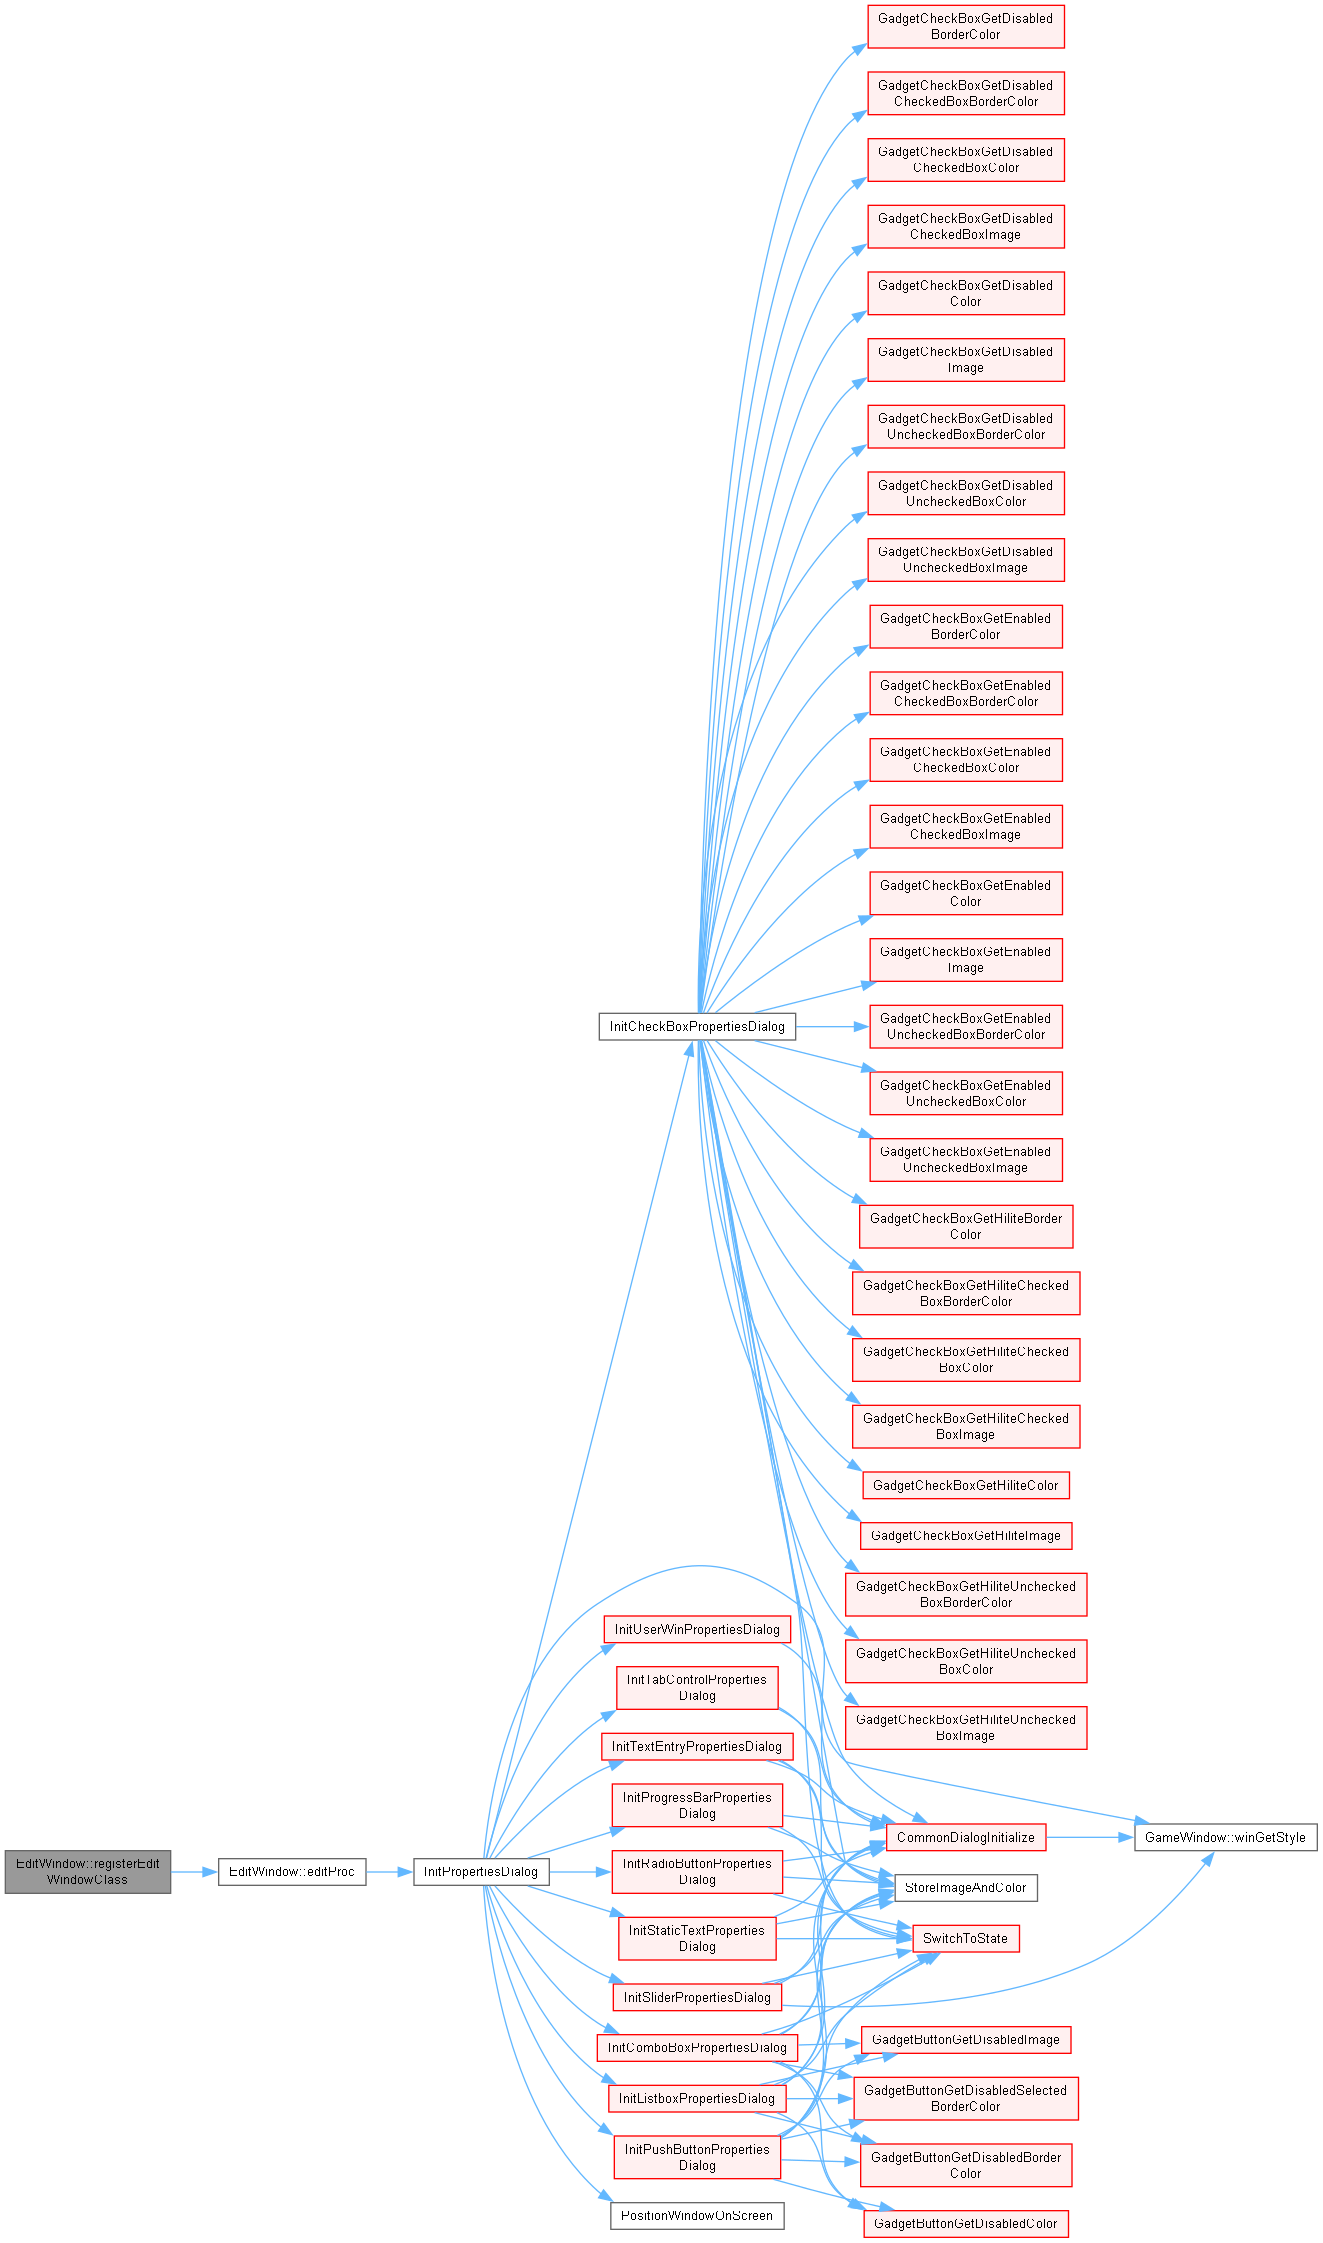 GadgetCheckBoxGetDisabled
BorderColor
GadgetCheckBoxGetDisabled
CheckedBoxBorderColor
GadgetCheckBoxGetDisabled
CheckedBoxColor
GadgetCheckBoxGetDisabled
CheckedBoxImage
GadgetCheckBoxGetDisabled
Color
GadgetCheckBoxGetDisabled
Image
GadgetCheckBoxGetDisabled
UncheckedBoxBorderColor
GadgetCheckBoxGetDisabled
UncheckedBoxColor
GadgetCheckBoxGetDisabled
UncheckedBoxImage
GadgetCheckBoxGetEnabled
BorderColor
GadgetCheckBoxGetEnabled
CheckedBoxBorderColor
GadgetCheckBoxGetEnabled
CheckedBoxColor
GadgetCheckBoxGetEnabled
CheckedBoxImage
GadgetCheckBoxGetEnabled
Color
GadgetCheckBoxGetEnabled
Image
InitCheckBoxPropertiesDialog
GadgetCheckBoxGetEnabled
UncheckedBoxBorderColor
GadgetCheckBoxGetEnabled
UncheckedBoxColor
GadgetCheckBoxGetEnabled
UncheckedBoxImage
GadgetCheckBoxGetHiliteBorder
Color
GadgetCheckBoxGetHiliteChecked
BoxBorderColor
GadgetCheckBoxGetHiliteChecked
BoxColor
GadgetCheckBoxGetHiliteChecked
BoxImage
GadgetCheckBoxGetHiliteColor
GadgetCheckBoxGetHiliteImage
GadgetCheckBoxGetHiliteUnchecked
BoxBorderColor
InitUserWinPropertiesDialog
GadgetCheckBoxGetHiliteUnchecked
BoxColor
InitTabControlProperties
Dialog
GadgetCheckBoxGetHiliteUnchecked
BoxImage
InitTextEntryPropertiesDialog
InitProgressBarProperties
Dialog
CommonDialogInitialize
GameWindow::winGetStyle
EditWindow::registerEdit
WindowClass
EditWindow::editProc
InitPropertiesDialog
InitRadioButtonProperties
Dialog
StoreImageAndColor
InitStaticTextProperties
Dialog
SwitchToState
InitSliderPropertiesDialog
InitComboBoxPropertiesDialog
GadgetButtonGetDisabledImage
InitListboxPropertiesDialog
GadgetButtonGetDisabledSelected
BorderColor
InitPushButtonProperties
Dialog
GadgetButtonGetDisabledBorder
Color
PositionWindowOnScreen
GadgetButtonGetDisabledColor